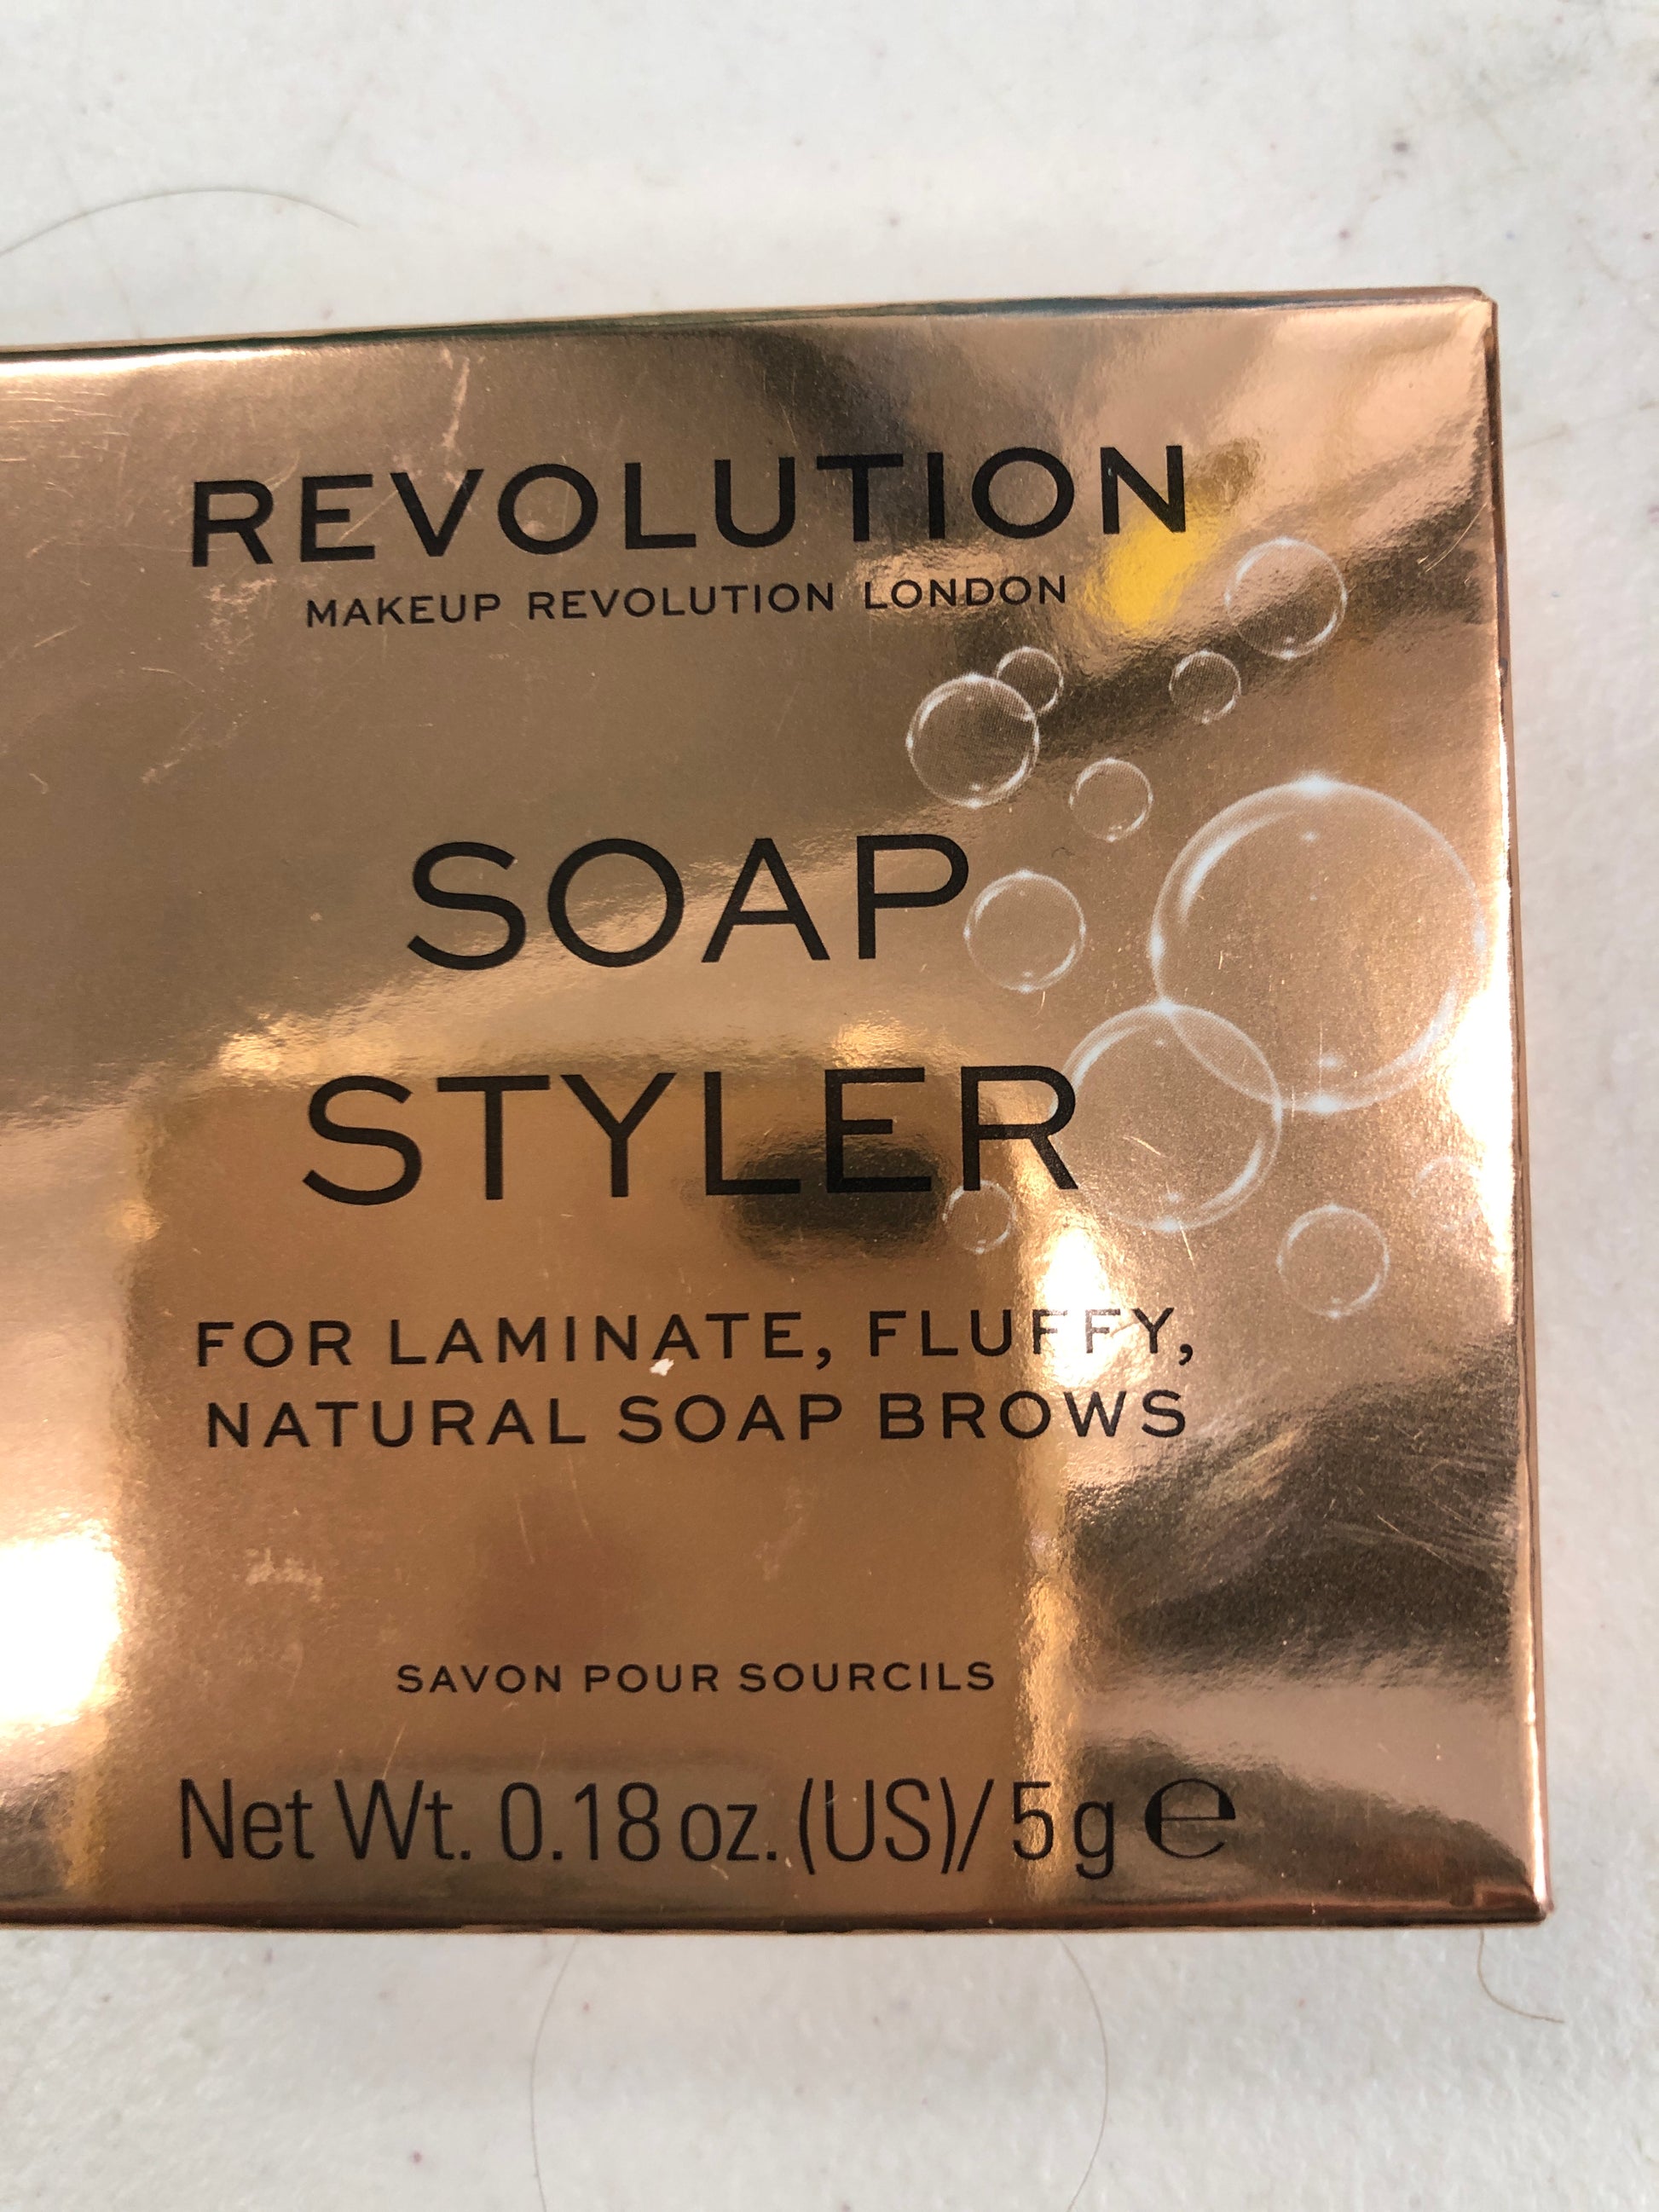 REVOLUTION
MAKEUP REVOLUTION LONDON
SOAP
STYLER
FOR LAMINATE, FLUFFY,
NATURAL SOAP BROWS
SAVON POUR SOURCILS
Net Wt. 0.18 oz. (US)/ 5g ℮